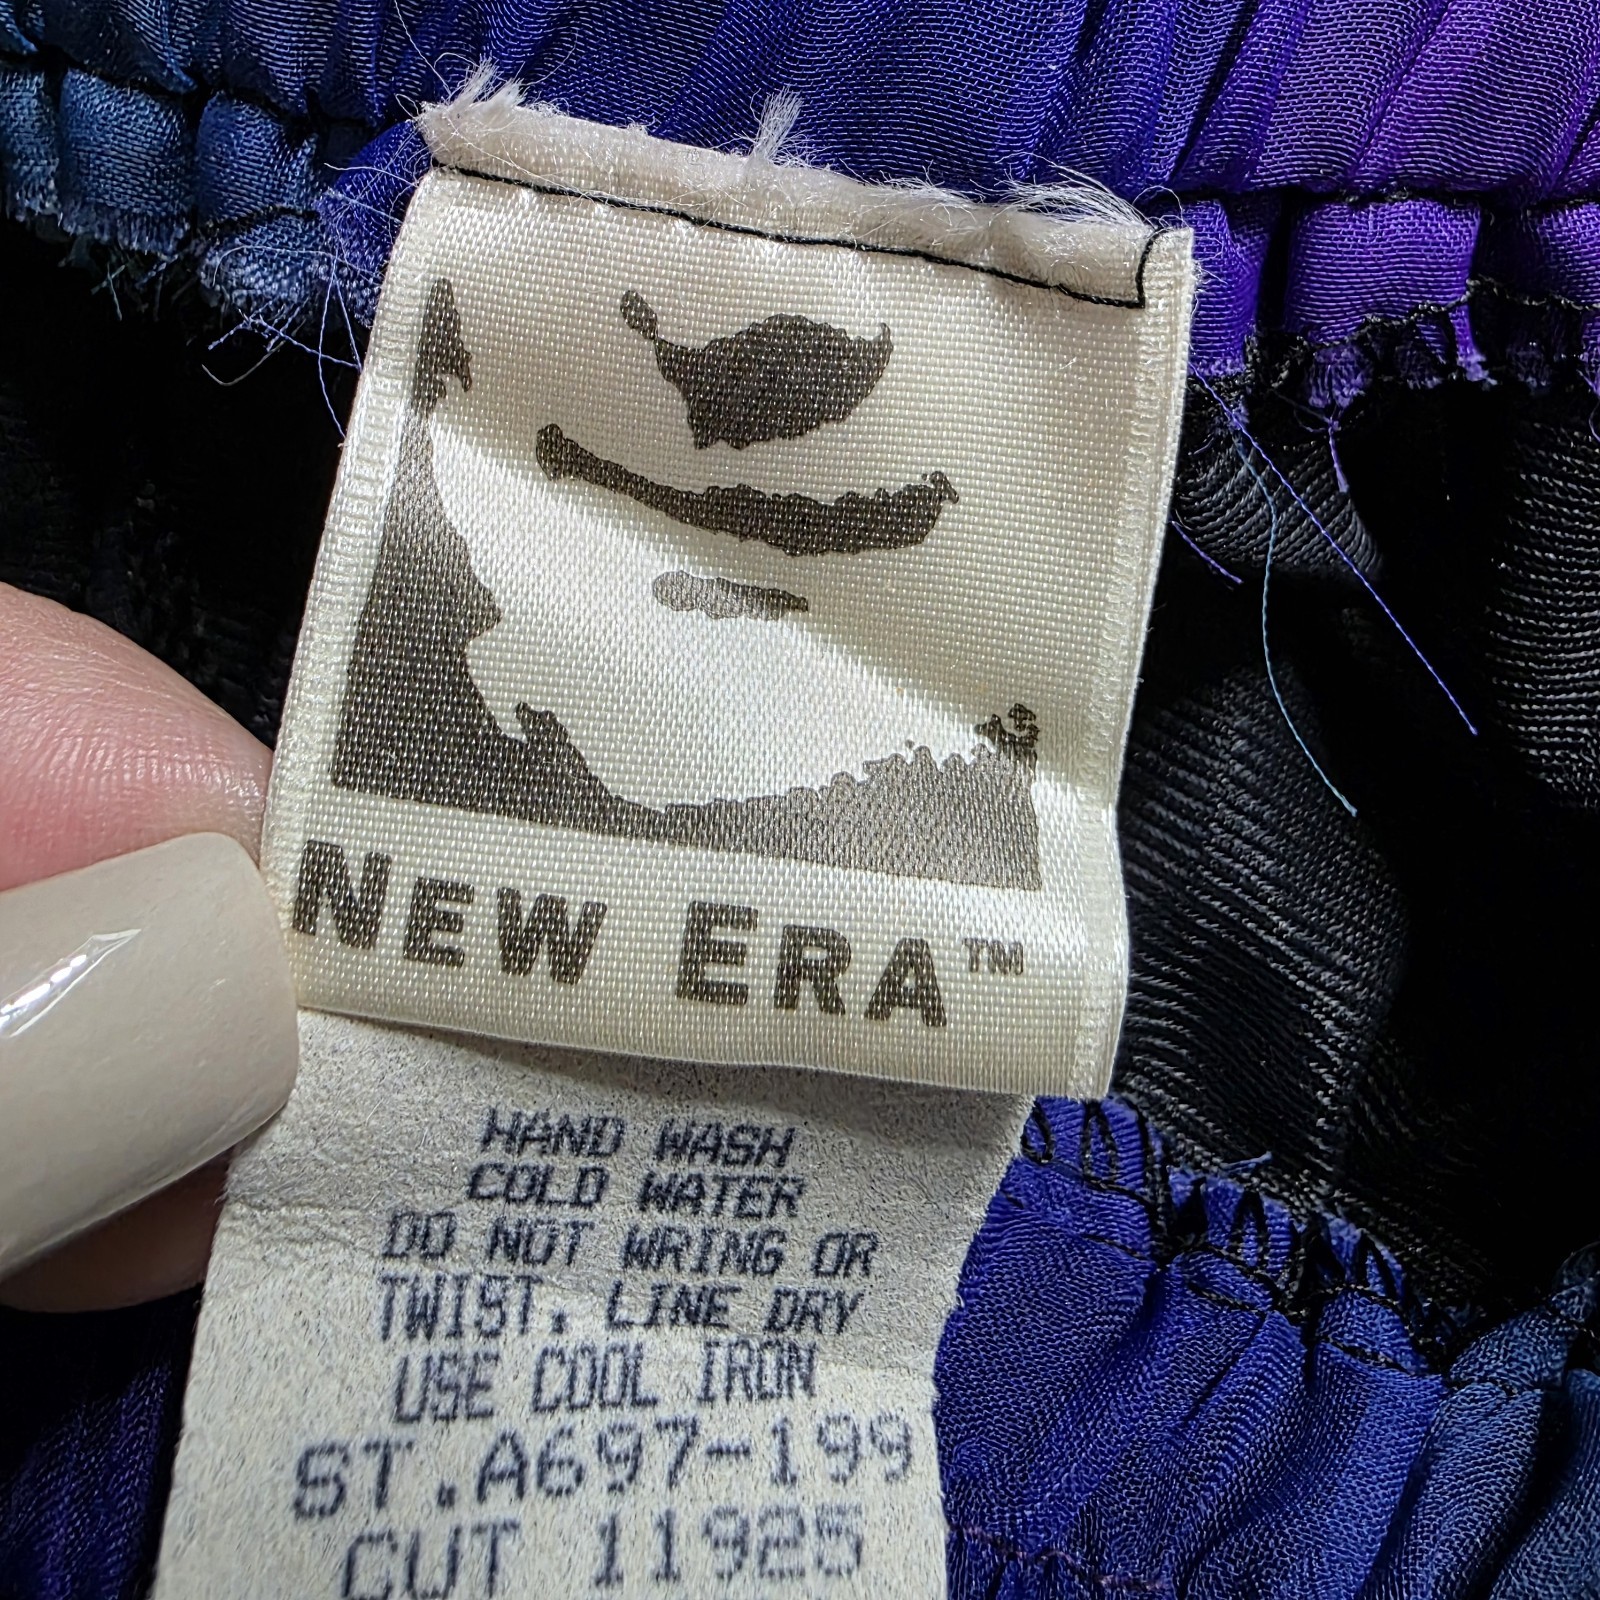 NEW ERA™
HAND WASH
COLD WATER
DO NOT WRING OR
TWIST. LINE DRY
USE COOL IRON
ST.A697-199
CUT 11925